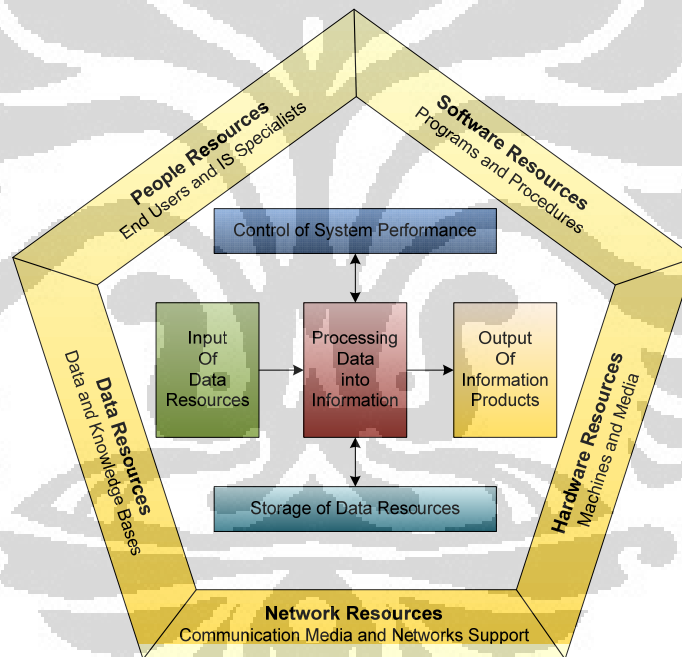 People Resources
End Users and IS Specialists
Software Resources
Programs and Procedures
Control of System Performance
Input
Of
Data
Resources
Processing
Data
into
Information
Output
Of
Information
Products
Data Resources
Data and Knowledge Bases
Hardware Resources
Machines and Media
Storage of Data Resources
Network Resources
Communication Media and Networks Support